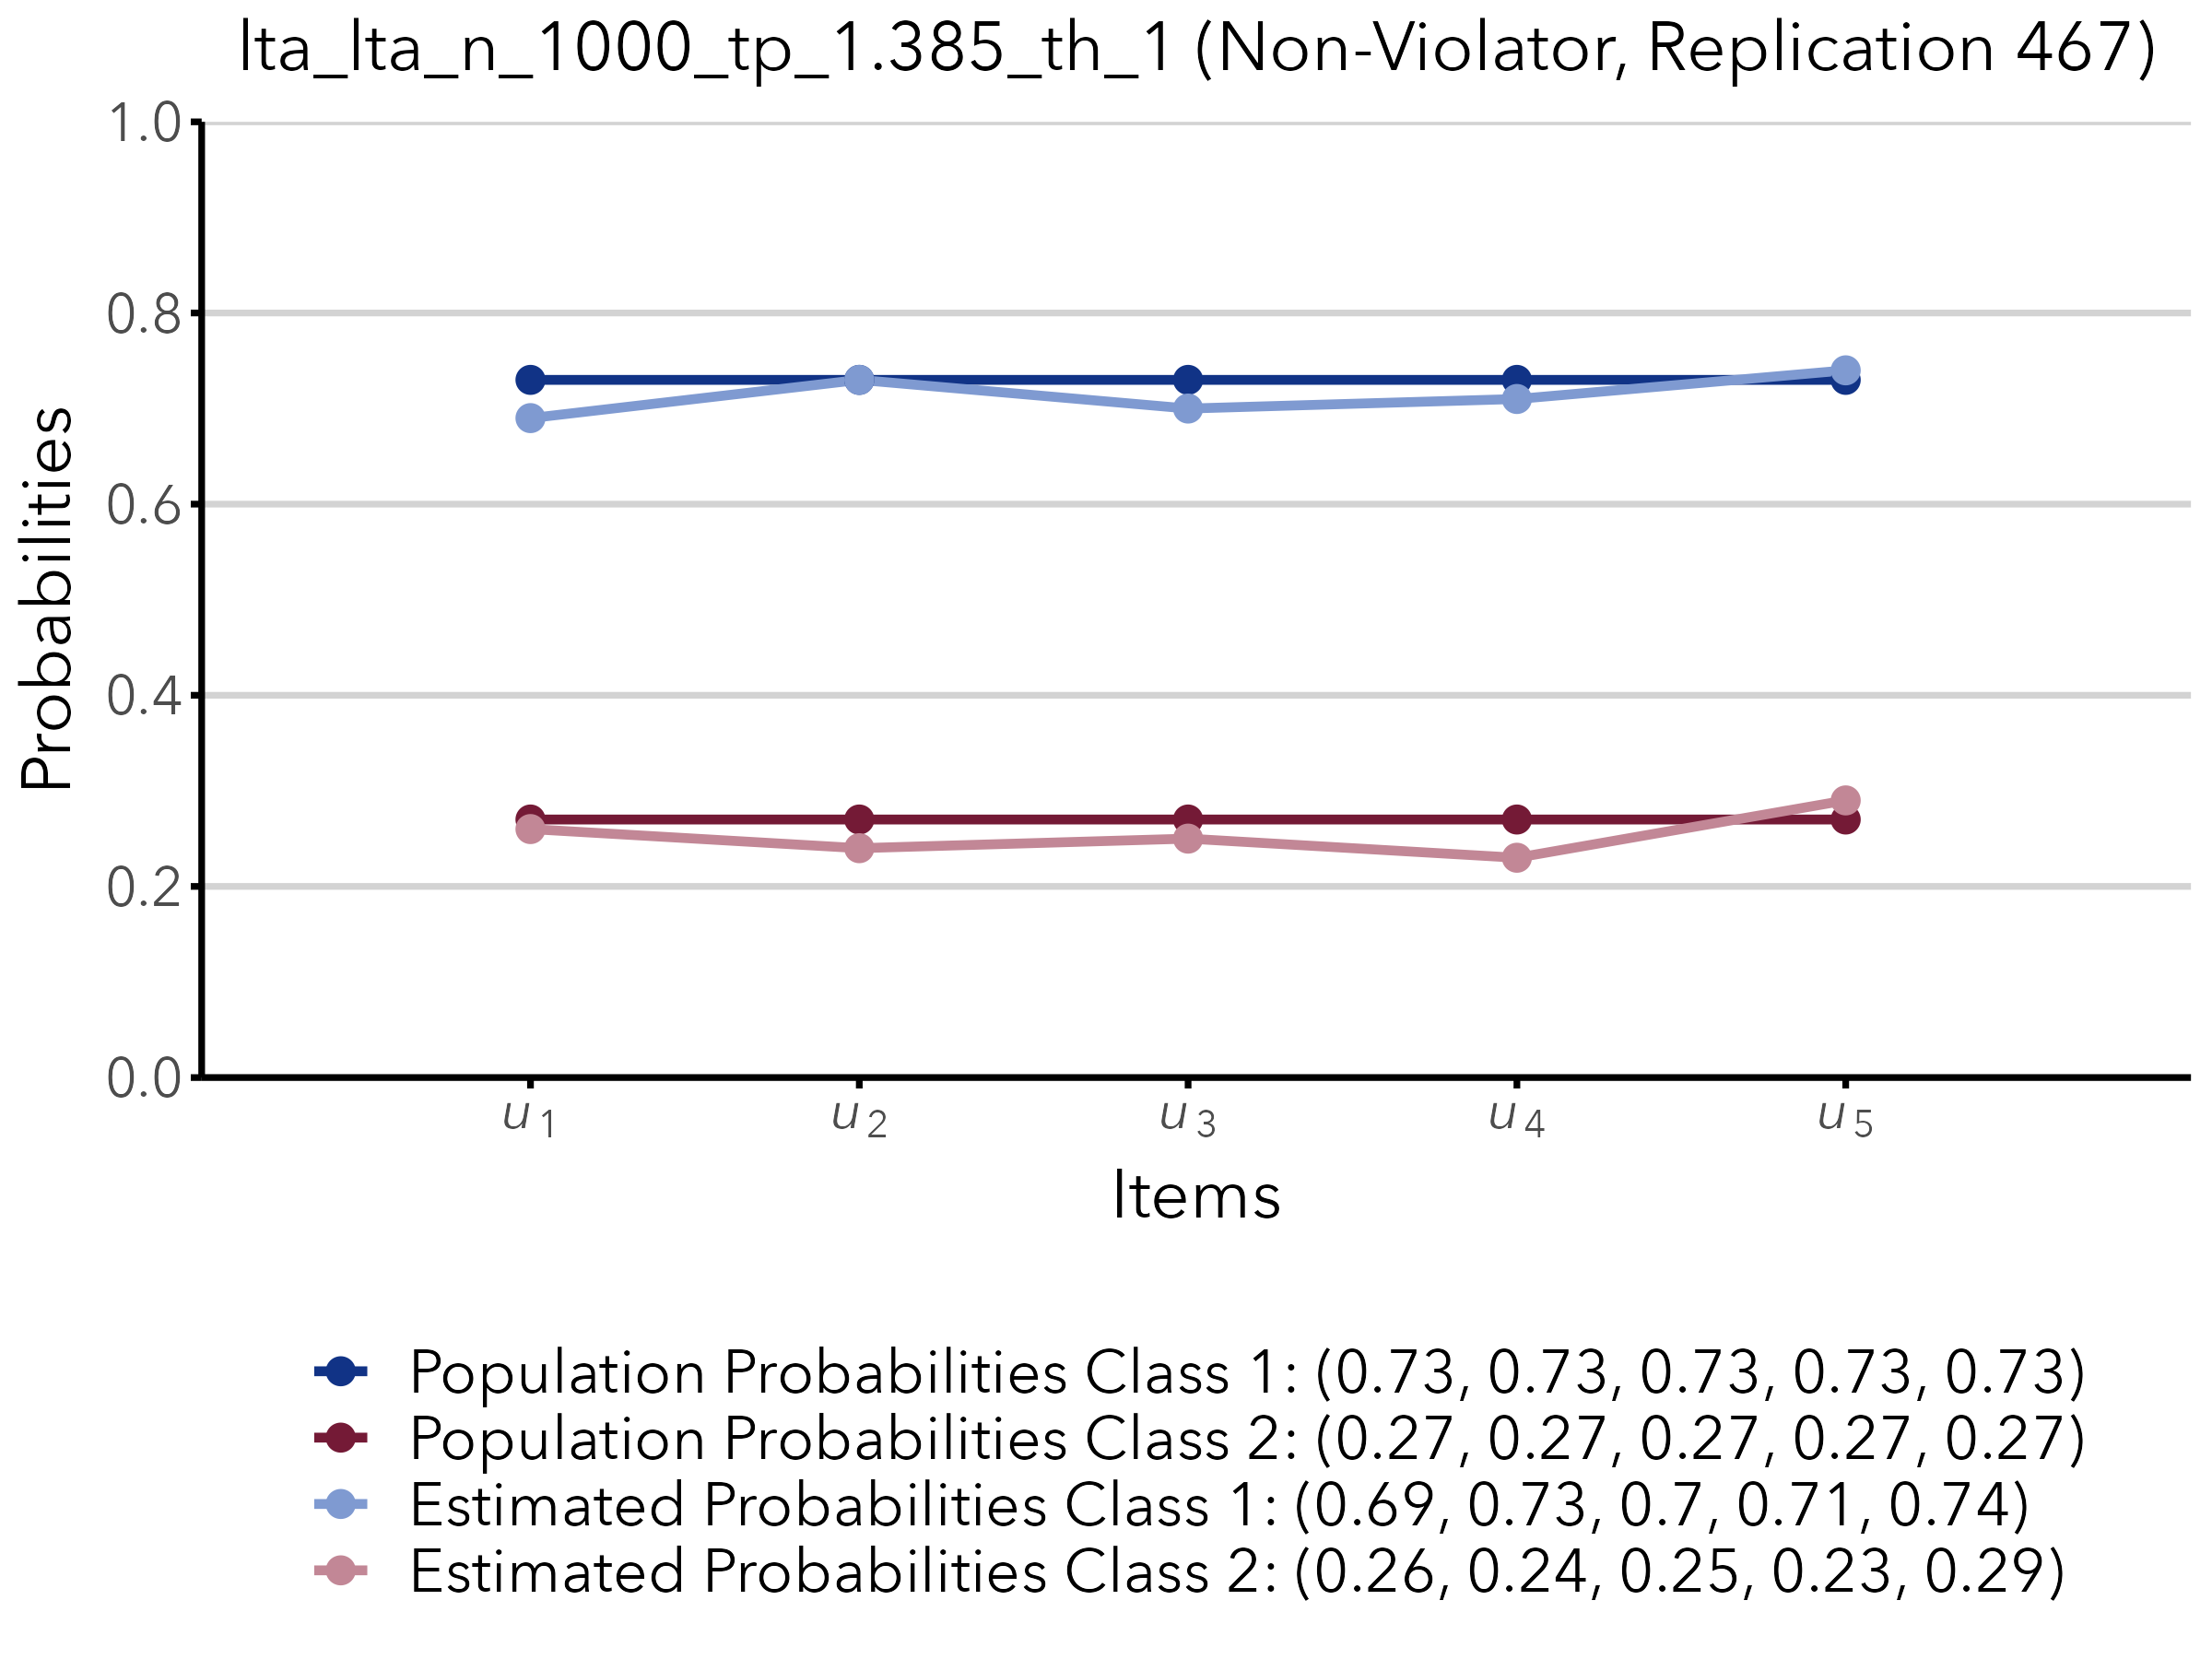 lta_lta_n_1000_tp_1.385_th_1 (Non-Violator, Replication 467)
1.0
0.8
0.6
0.4
0.2
0.0
Probabilities
u1
u2
u3
u4
u5
Items
Population Probabilities Class 1: (0.73, 0.73, 0.73, 0.73, 0.73)
Population Probabilities Class 2: (0.27, 0.27, 0.27, 0.27, 0.27)
Estimated Probabilities Class 1: (0.69, 0.73, 0.7, 0.71, 0.74)
Estimated Probabilities Class 2: (0.26, 0.24, 0.25, 0.23, 0.29)